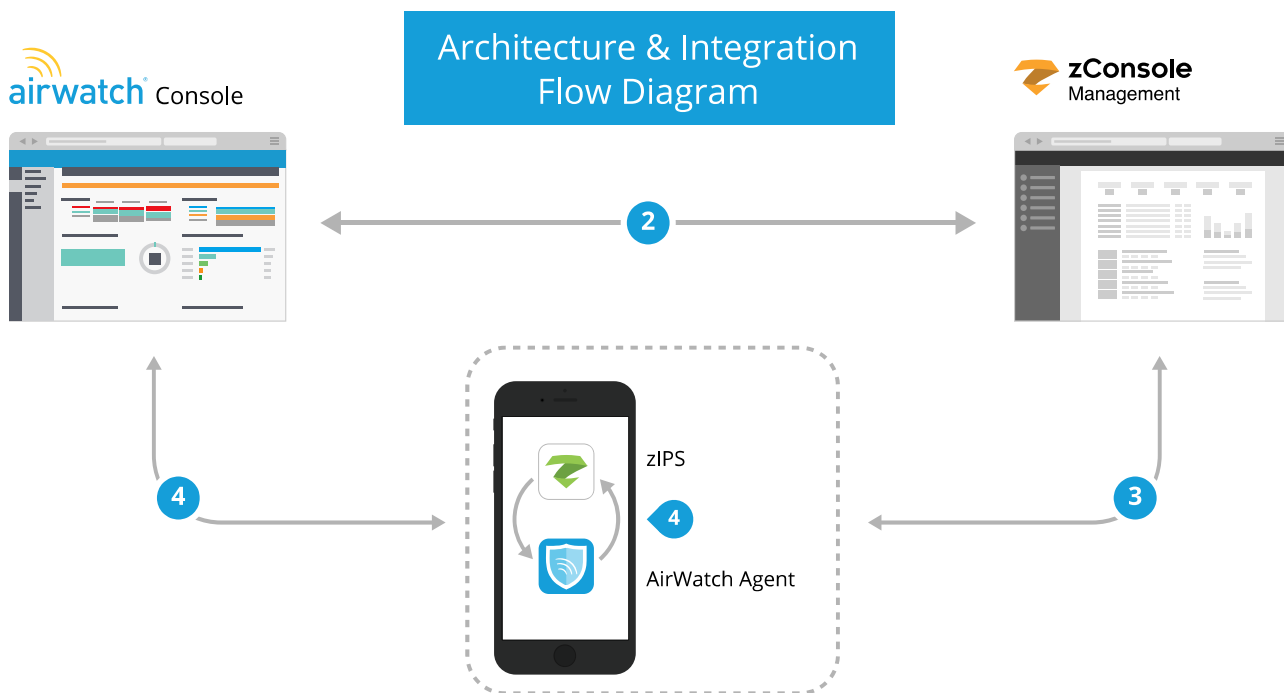 Architecture & Integration
Flow Diagram
airwatch® Console
zConsole
Management
2
zIPS
4
4
3
AirWatch Agent